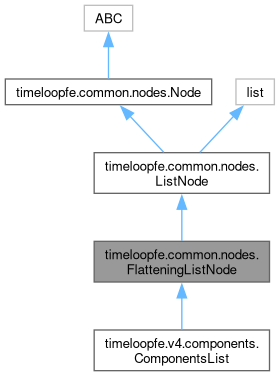 ABC
timeloopfe.common.nodes.Node
list
timeloopfe.common.nodes.
ListNode
timeloopfe.common.nodes.
FlatteningListNode
timeloopfe.v4.components.
ComponentsList